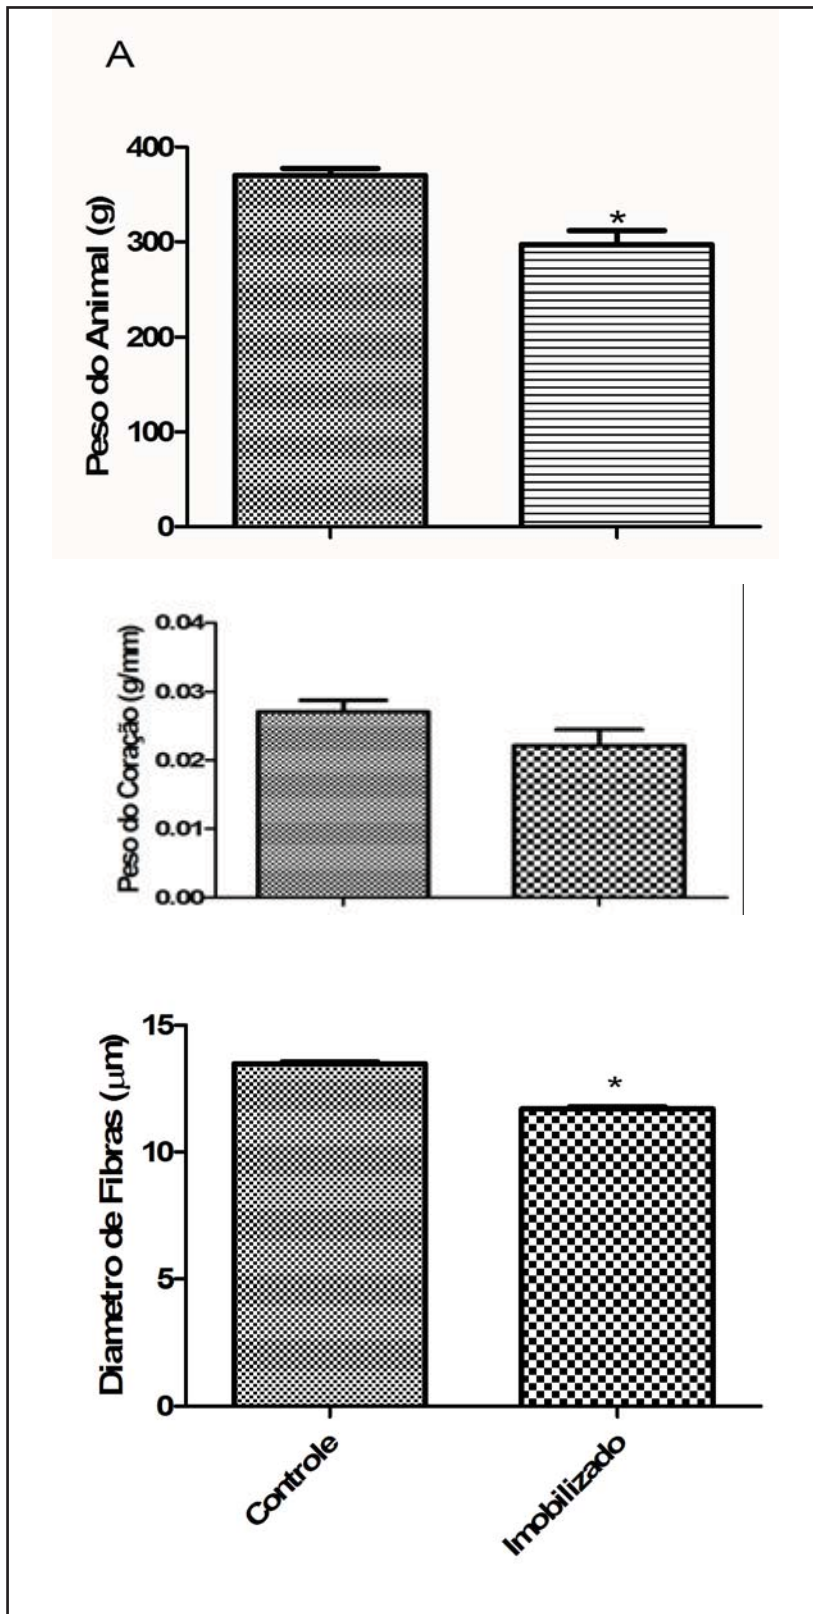 A
Peso do Animal (g)
400
300
200
100
0
*
Peso do Coração (g/mm)
0.04
0.03
0.02
0.01
0.00
Diametro de Fibras (μm)
15
10
5
0
*
Controle
Imobilizado